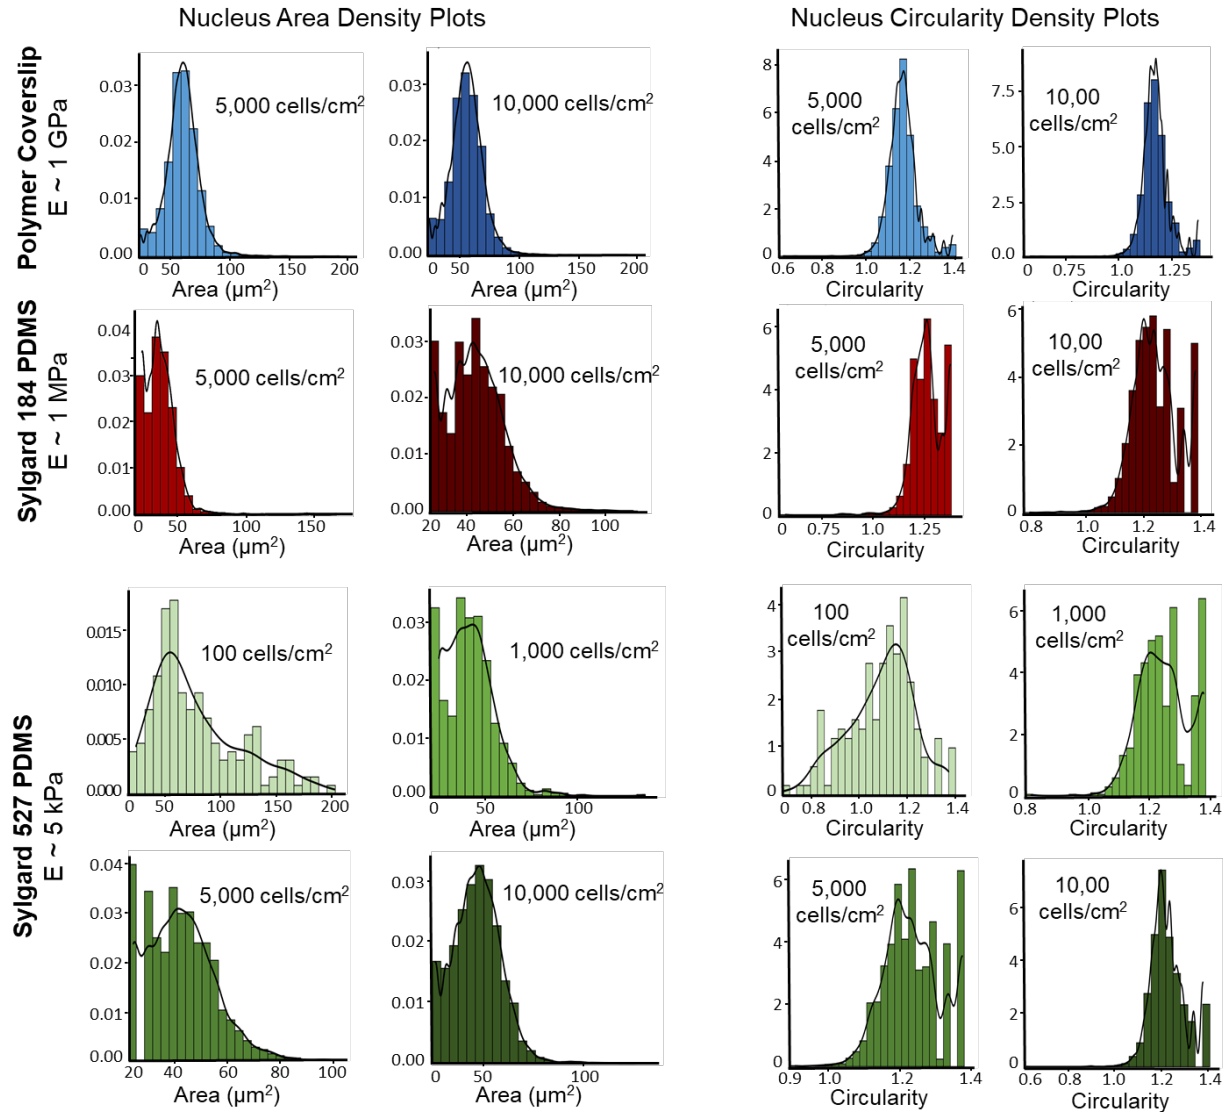 Nucleus Area Density Plots
Nucleus Circularity Density Plots
Polymer Coverslip
E ~ 1 GPa
0.03
0.02
0.01
0.00
5,000 cells/cm²
0 50 100 150 200
Area (µm²)
0.03
0.02
0.01
0.00
10,000 cells/cm²
0 50 100 150 200
Area (µm²)
8
6
4
2
0
5,000
cells/cm²
0.6 0.8 1.0 1.2 1.4
Circularity
7.5
5.0
2.5
0.0
10,00
cells/cm²
0 0.75 1.0 1.25
Circularity
Sylgard 184 PDMS
E ~ 1 MPa
0.04
0.03
0.02
0.01
0.00
5,000 cells/cm²
0 50 100 150
Area (µm²)
0.03
0.02
0.01
0.00
10,000 cells/cm²
20 40 60 80 100
Area (µm²)
6
4
2
0
5,000
cells/cm²
0 0.75 1.0 1.25
Circularity
6
4
2
0
10,00
cells/cm²
0.8 1.0 1.2 1.4
Circularity
Sylgard 527 PDMS
E ~ 5 kPa
0.015
0.010
0.005
0.000
100 cells/cm²
0 50 100 150 200
Area (µm²)
0.03
0.02
0.01
0.00
1,000 cells/cm²
0 50 100
Area (µm²)
4
3
2
1
0
100
cells/cm²
0 0.8 1.0 1.2 1.4
Circularity
6
4
2
0
1,000
cells/cm²
0.8 1.0 1.2 1.4
Circularity
0.04
0.03
0.02
0.01
0.00
5,000 cells/cm²
20 40 60 80 100
Area (µm²)
0.03
0.02
0.01
0.00
10,000 cells/cm²
0 50 100
Area (µm²)
6
4
2
0
5,000
cells/cm²
0.9 1.0 1.2 1.4
Circularity
6
4
2
0
10,00
cells/cm²
0.6 0.8 1.0 1.2 1.4
Circularity